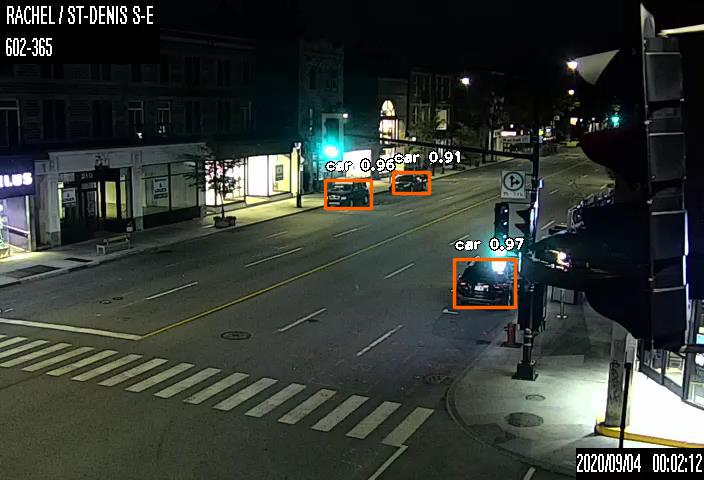 RACHEL / ST-DENIS S-E
602-365
car 0.96
car 0.91
car 0.97
210
2020/09/04 00:02:12